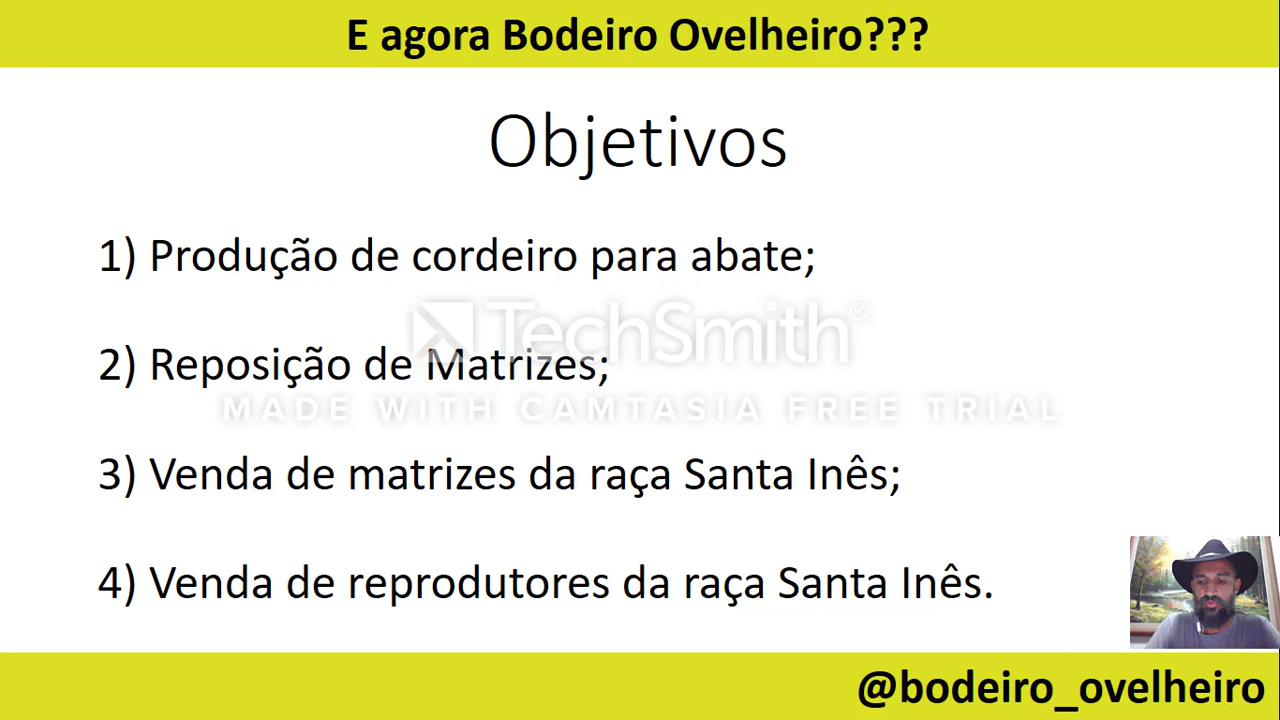 E agora Bodeiro Ovelheiro???
Objetivos
1) Produção de cordeiro para abate;
TechSmith®
2) Reposição de Matrizes;
MADE WITH CAMTASIA FREE TRIAL
3) Venda de matrizes da raça Santa Inês;
4) Venda de reprodutores da raça Santa Inês.
@bodeiro_ovelheiro